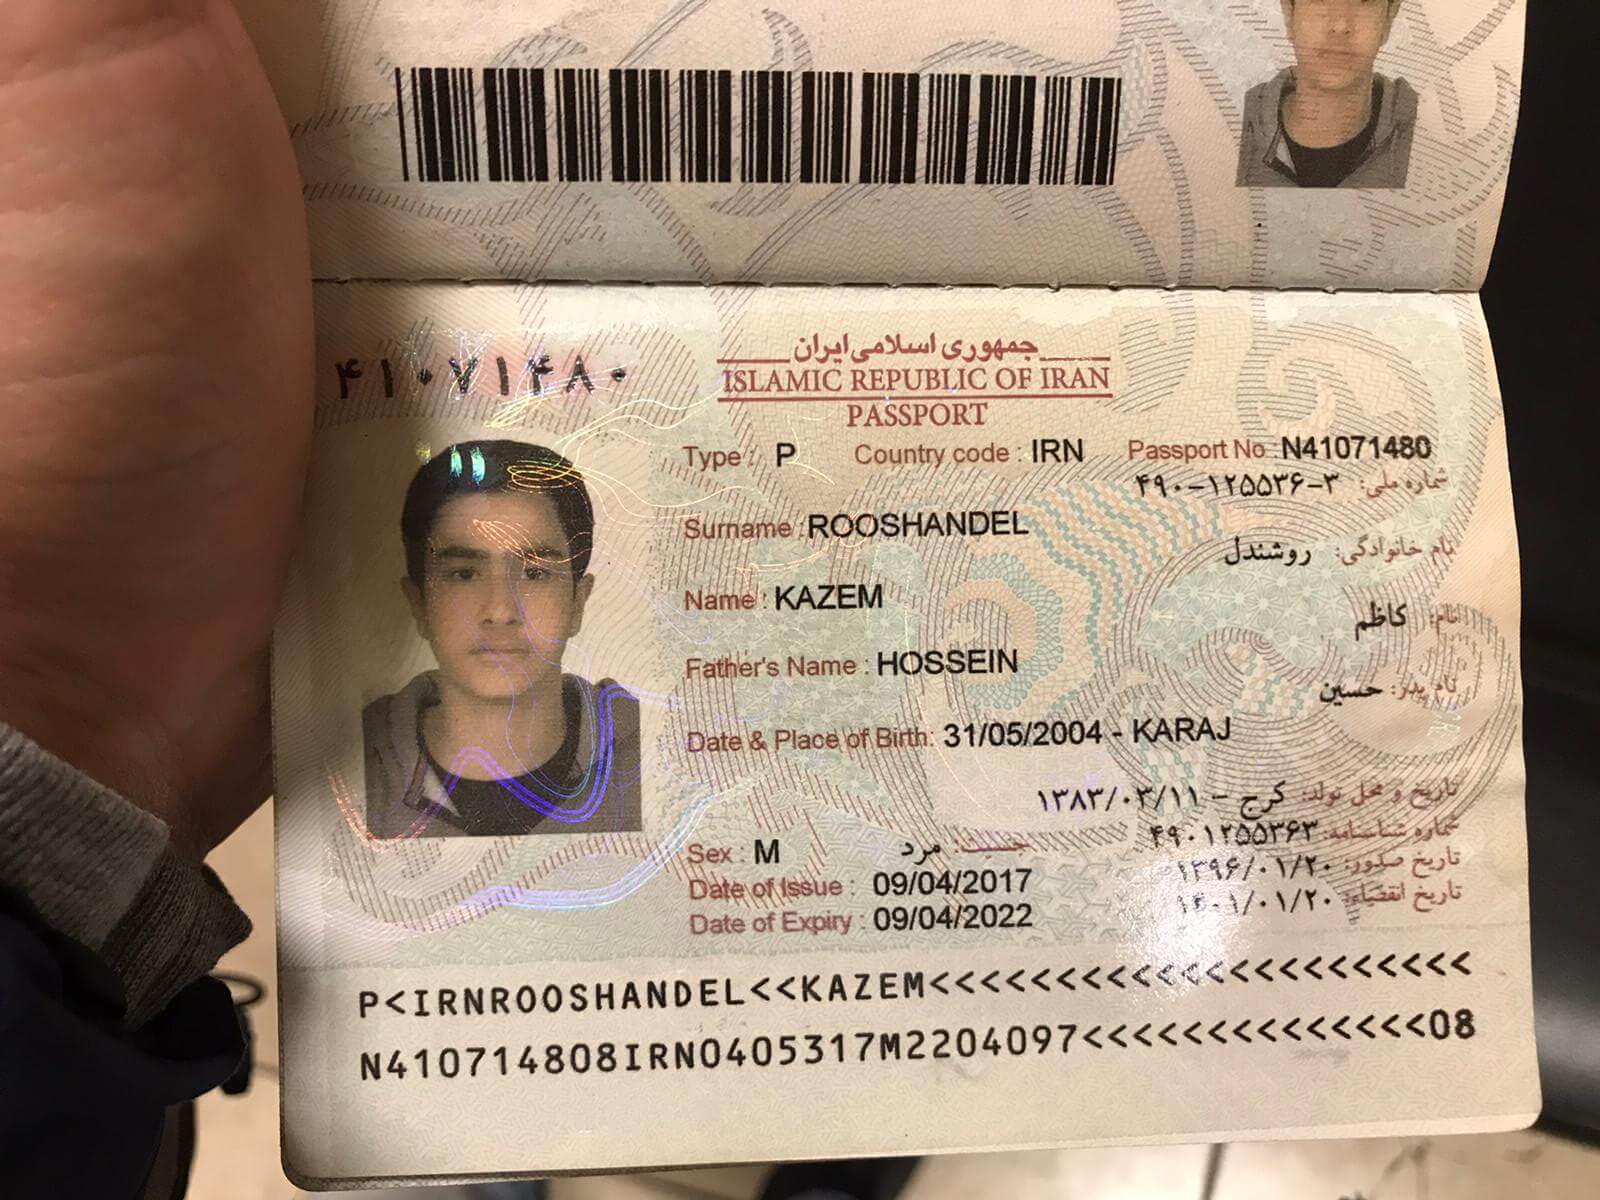 ۴۱۰۷۱۴۸۰
جمهوری اسلامی ایران
ISLAMIC REPUBLIC OF IRAN
PASSPORT
Type : P Country code : IRN Passport No : N41071480
شماره ملی: ۴۹۰-۱۲۵۵۳۶-۳
Surname : ROOSHANDEL
نام خانوادگی: روشندل
Name : KAZEM
نام: کاظم
Father's Name : HOSSEIN
نام پدر: حسین
Date & Place of Birth: 31/05/2004 - KARAJ
تاریخ و محل تولد: کرج - ۱۳۸۳/۰۳/۱۱
شماره شناسنامه: ۴۹۰۱۲۵۵۳۶۳
Sex : M جنسیت: مرد
تاریخ صدور: ۱۳۹۶/۰۱/۲۰
Date of Issue : 09/04/2017
تاریخ انقضاء: ۱۴۰۱/۰۱/۲۰
Date of Expiry : 09/04/2022
P<IRNROOSHANDEL<<KAZEM<<<<<<<<<<<<<<<<<<<<<<
N410714808IRN0405317M2204097<<<<<<<<<<<<<<08